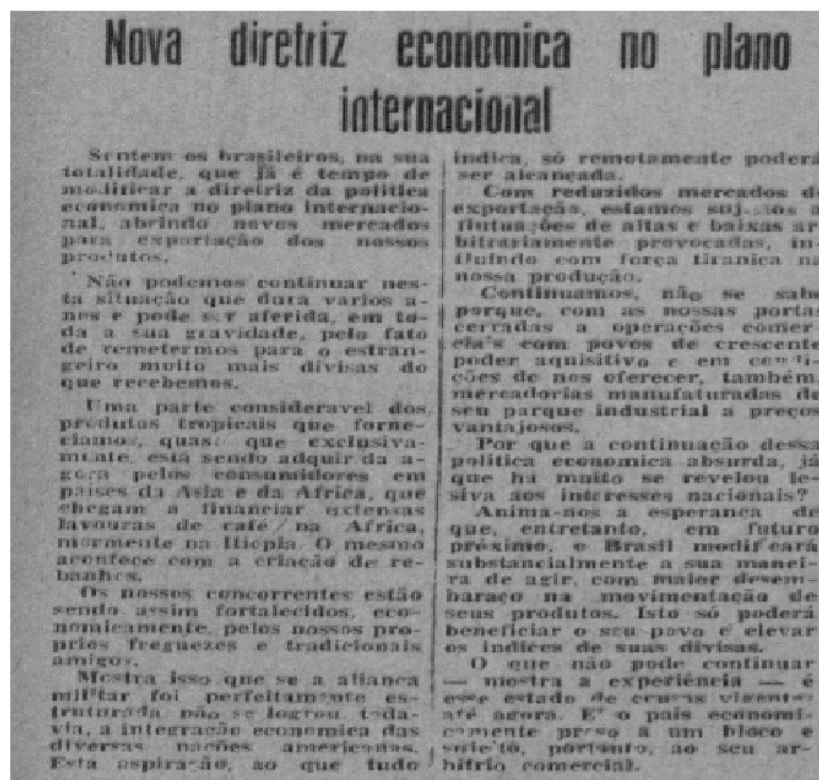 Nova diretriz economica no plano
internacional
Sentem os brasileiros, na sua
totalidade, que já é tempo de
modificar a diretriz da politica
economica no plano internacio-
nal, abrindo novos mercados
para exportação dos nossos
produtos.
Não podemos continuar nes-
ta situação que dura varios a-
nos e pode ser aferida, em to-
da a sua gravidade, pelo fato
de remetermos para o estran-
geiro muito mais divisas do
que recebemos.
Uma parte consideravel dos
produtos tropicais que forne-
ciamos, quasi que exclusiva-
mente, está sendo adquirida a-
gora pelos consumidores em
países da Asia e da Africa, que
chegam a financiar extensas
lavouras de café na Africa,
mormente na Etiopia. O mesmo
acontece com a criação de re-
banhos.
Os nossos concorrentes estão
sendo assim fortalecidos, eco-
nomicamente, pelos nossos pro-
prios freguezes e tradicionais
amigos.
Mostra isso que se a aliança
militar foi perfeitamente es-
truturada não se logrou toda-
via, a integração economica das
diversas nações americanas.
Esta aspiração, ao que tudo
indica, só remotamente poderá
ser alcançada.
Com reduzidos mercados de
exportação, estamos sujeitos a
flutuações de altas e baixas ar
bitrariamente provocadas, in-
fluindo com força tiranica na
nossa produção.
Continuamos, não se sabe
porque, com as nossas portas
cerradas a operações comer-
ciais com povos de crescente
poder aquisitivo e em condi-
ções de nos oferecer, também,
mercadorias manufaturadas de
seu parque industrial a preços
vantajosos.
Por que a continuação dessa
politica economica absurda, já
que ha muito se revelou le-
siva aos interesses nacionais?
Anima-nos a esperança de
que, entretanto, em futuro
próximo, o Brasil modificará
substancialmente a sua manei-
ra de agir, com maior desem-
baraço na movimentação de
seus produtos. Isto só poderá
beneficiar o seu povo e elevar
os indices de suas divisas.
O que não pode continuar
— mostra a experiência — é
esse estado de cousas vigente
até agora. E' o país economi-
camente preso a um bloco e
sujeito, portanto, ao seu ar-
bitrio comercial.